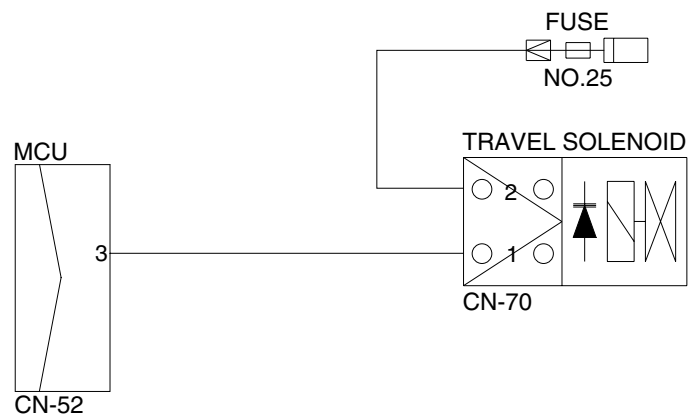 FUSE
NO.25
TRAVEL SOLENOID
MCU
2
3
1
CN-70
CN-52